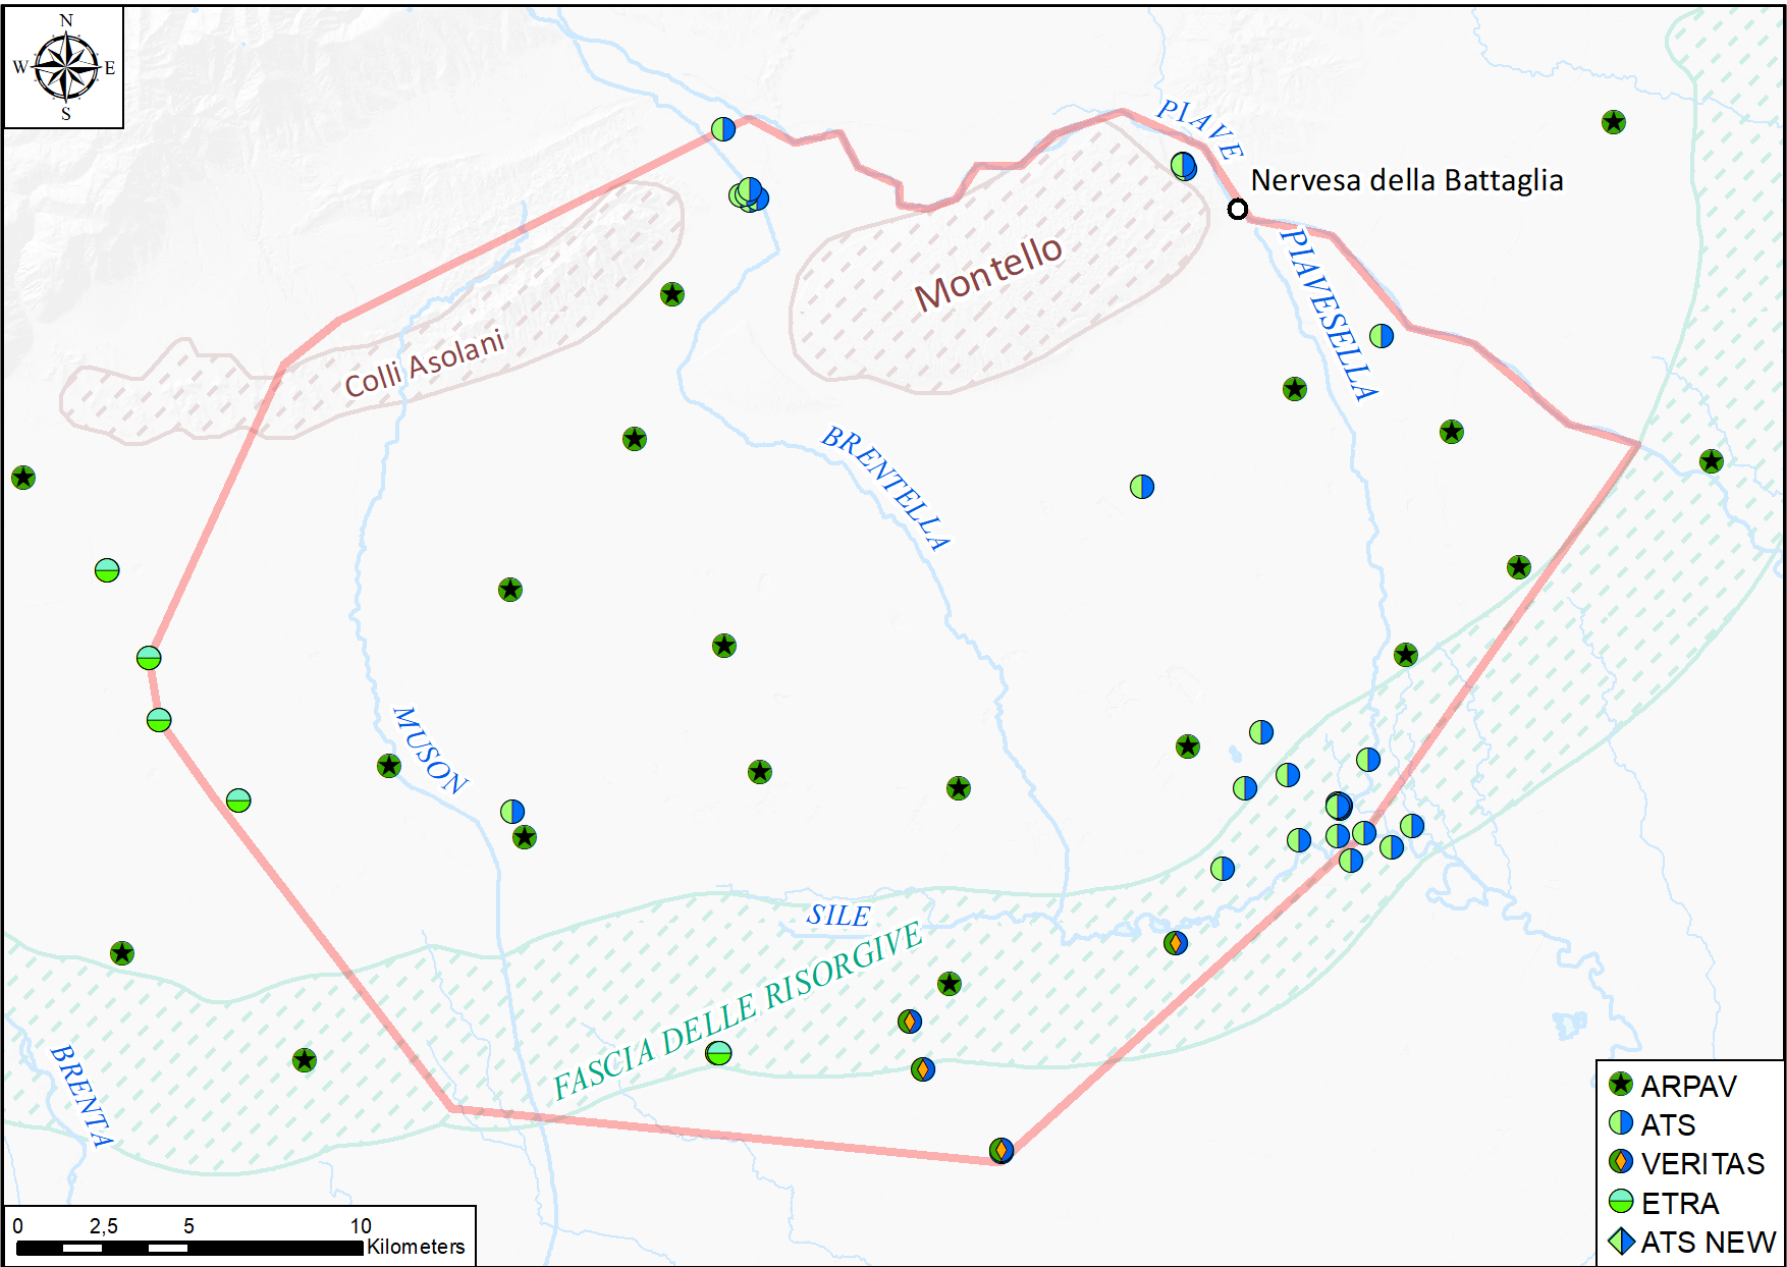 N
W E
S
PIAVE
Nervesa della Battaglia
PIAVESELLA
Montello
Colli Asolani
BRENTELLA
MUSON
SILE
FASCIA DELLE RISORGIVE
BRENTA
ARPAV
ATS
VERITAS
ETRA
ATS NEW
0 2,5 5 10
Kilometers